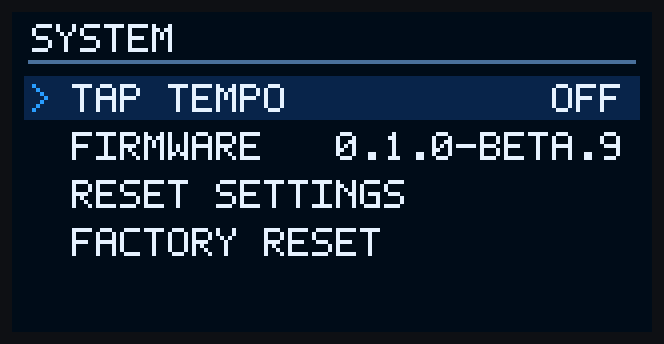 SYSTEM
> TAP TEMPO OFF
FIRMWARE 0.1.0-BETA.9
RESET SETTINGS
FACTORY RESET